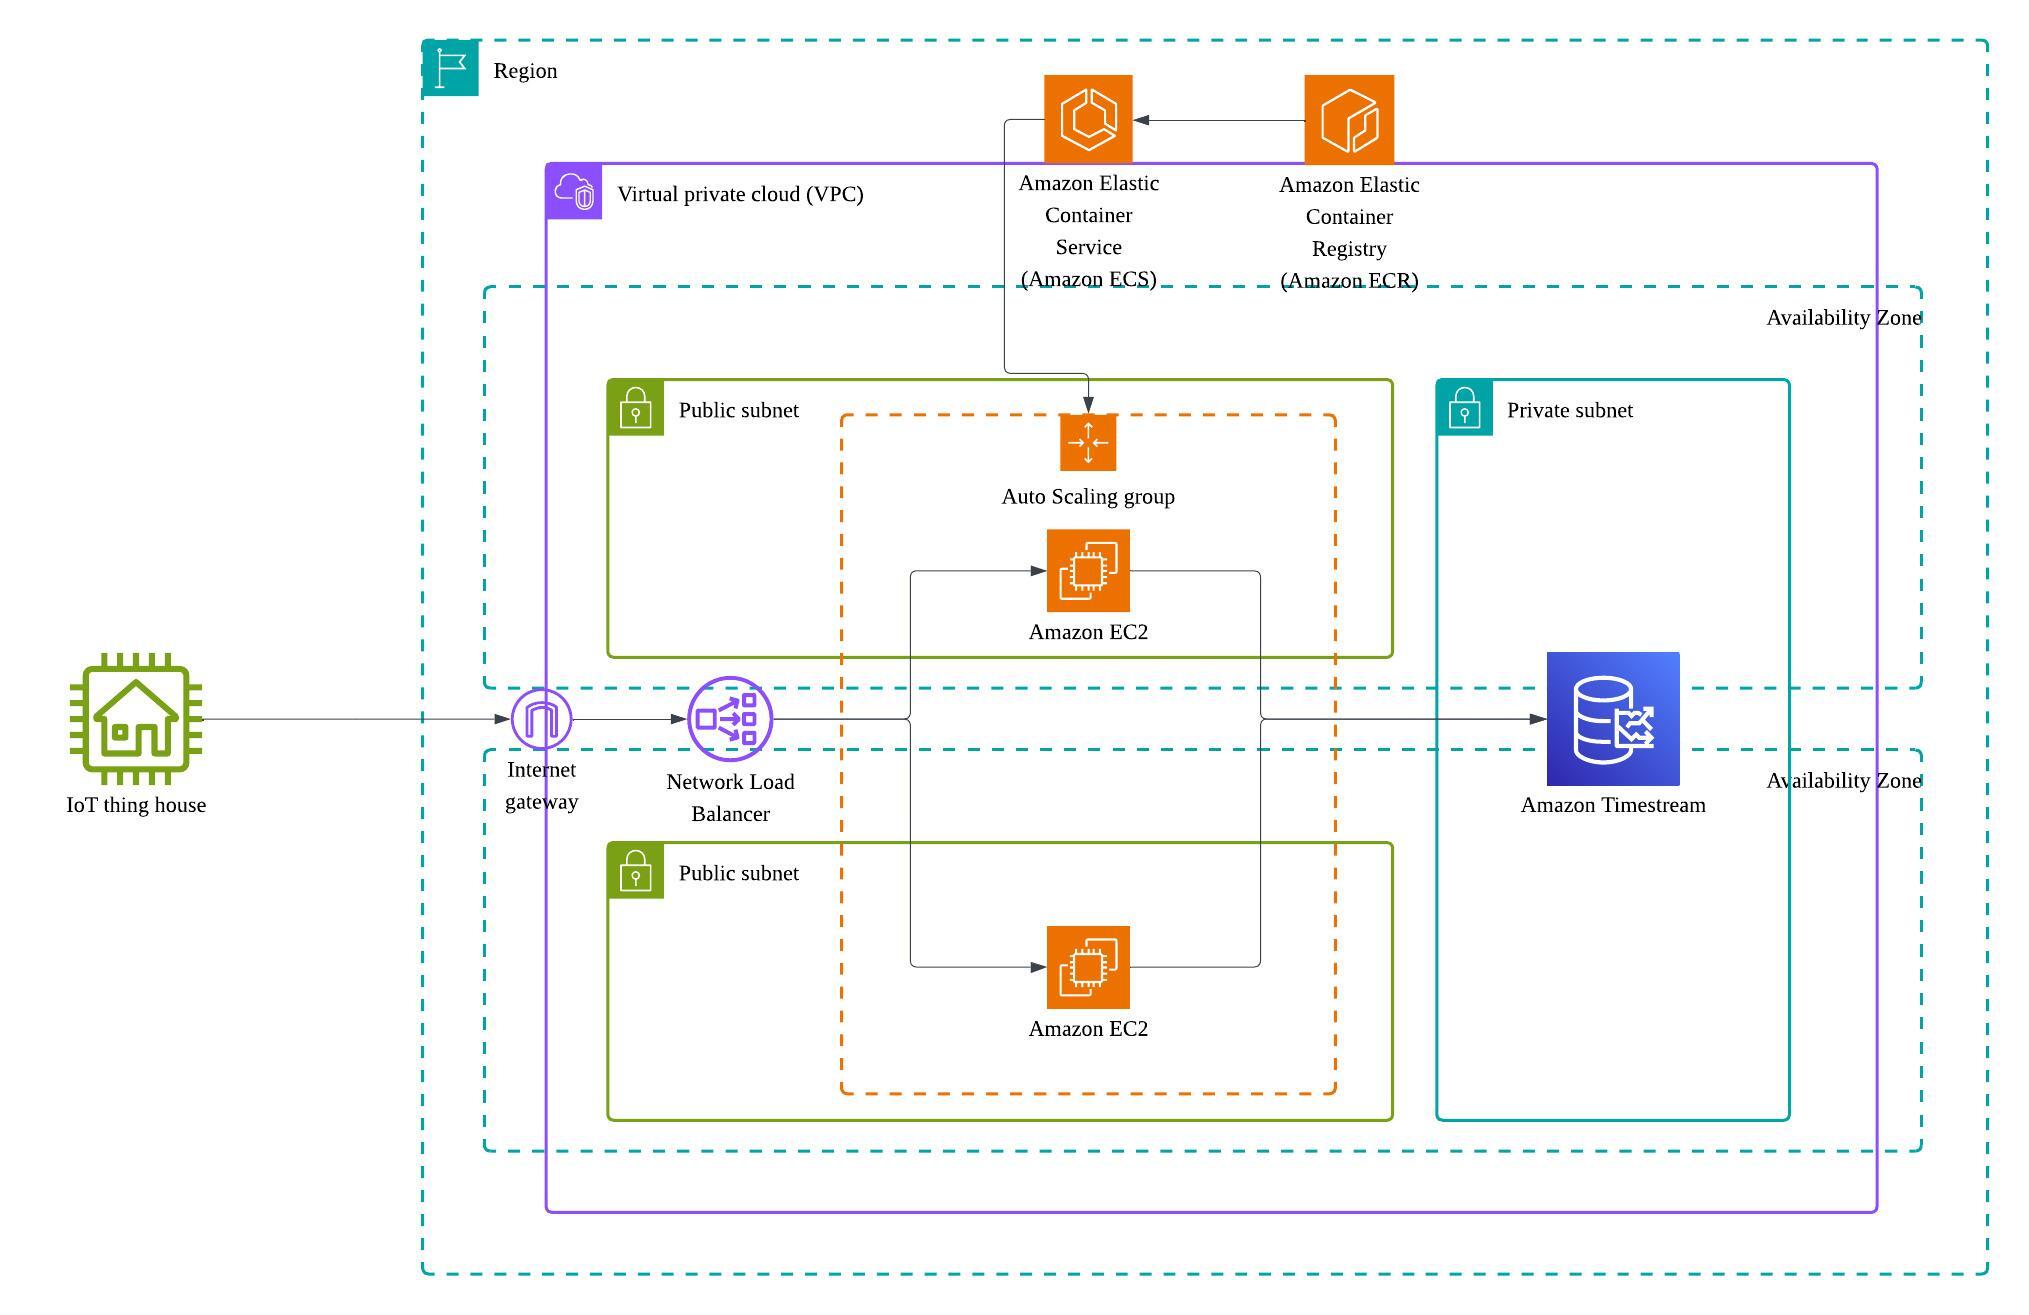 Region
Virtual private cloud (VPC)
Amazon Elastic
Container
Service
(Amazon ECS)
Amazon Elastic
Container
Registry
(Amazon ECR)
Availability Zone
Public subnet
Private subnet
Auto Scaling group
Amazon EC2
IoT thing house
Internet
gateway
Network Load
Balancer
Amazon Timestream
Availability Zone
Public subnet
Amazon EC2